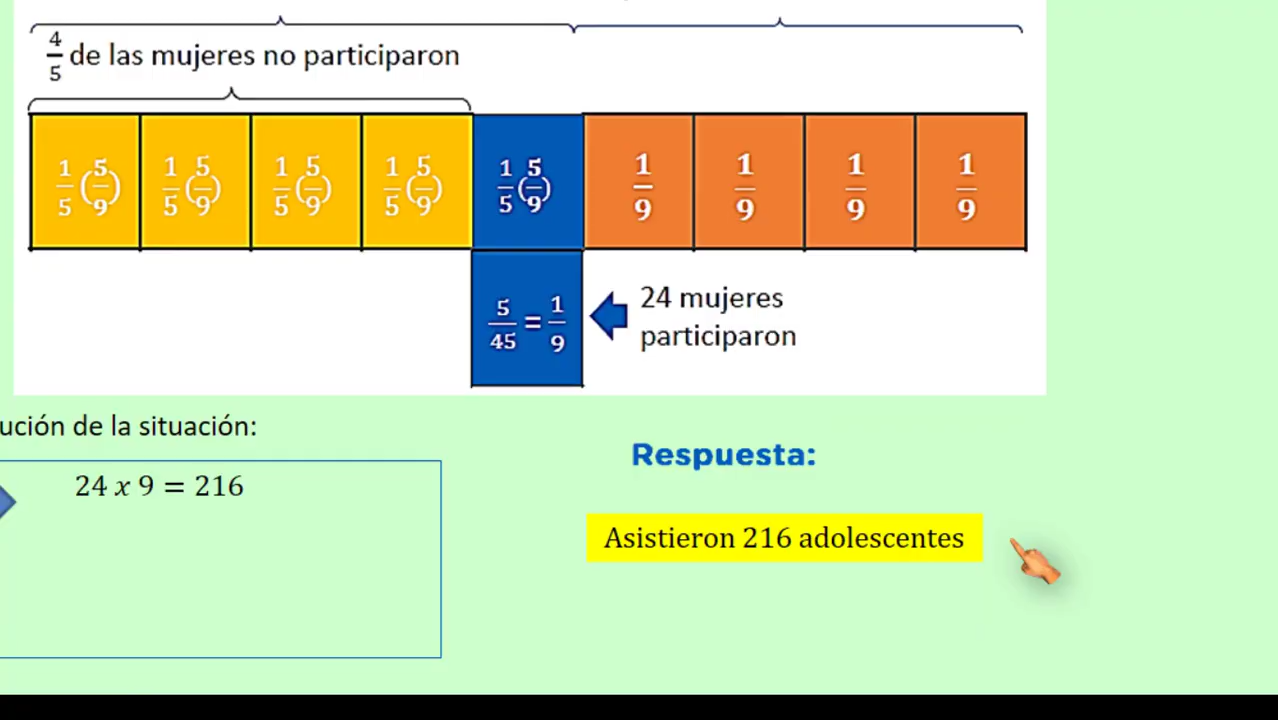 4/5 de las mujeres no participaron
1/5(5/9) 1/5(5/9) 1/5(5/9) 1/5(5/9) 1/5(5/9) 1/9 1/9 1/9 1/9
5/45 = 1/9
24 mujeres
participaron
ución de la situación:
24 x 9 = 216
Respuesta:
Asistieron 216 adolescentes